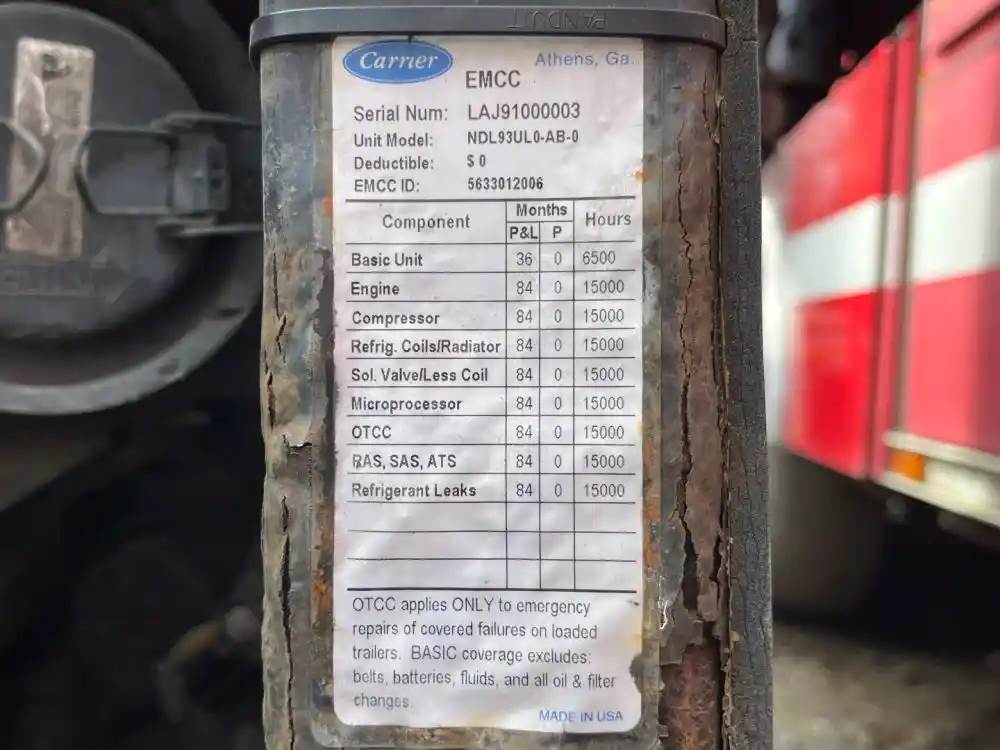 PANDUIT
Carrier
Athens, Ga.
EMCC
Serial Num: LAJ91000003
Unit Model: NDL93UL0-AB-0
Deductible: $ 0
EMCC ID: 5633012006
Component Months Hours
P&L P
Basic Unit 36 0 6500
Engine 84 0 15000
Compressor 84 0 15000
Refrig. Coils/Radiator 84 0 15000
Sol. Valve/Less Coil 84 0 15000
Microprocessor 84 0 15000
OTCC 84 0 15000
RAS, SAS, ATS 84 0 15000
Refrigerant Leaks 84 0 15000
OTCC applies ONLY to emergency
repairs of covered failures on loaded
trailers. BASIC coverage excludes:
belts, batteries, fluids, and all oil & filter
changes.
MADE IN USA